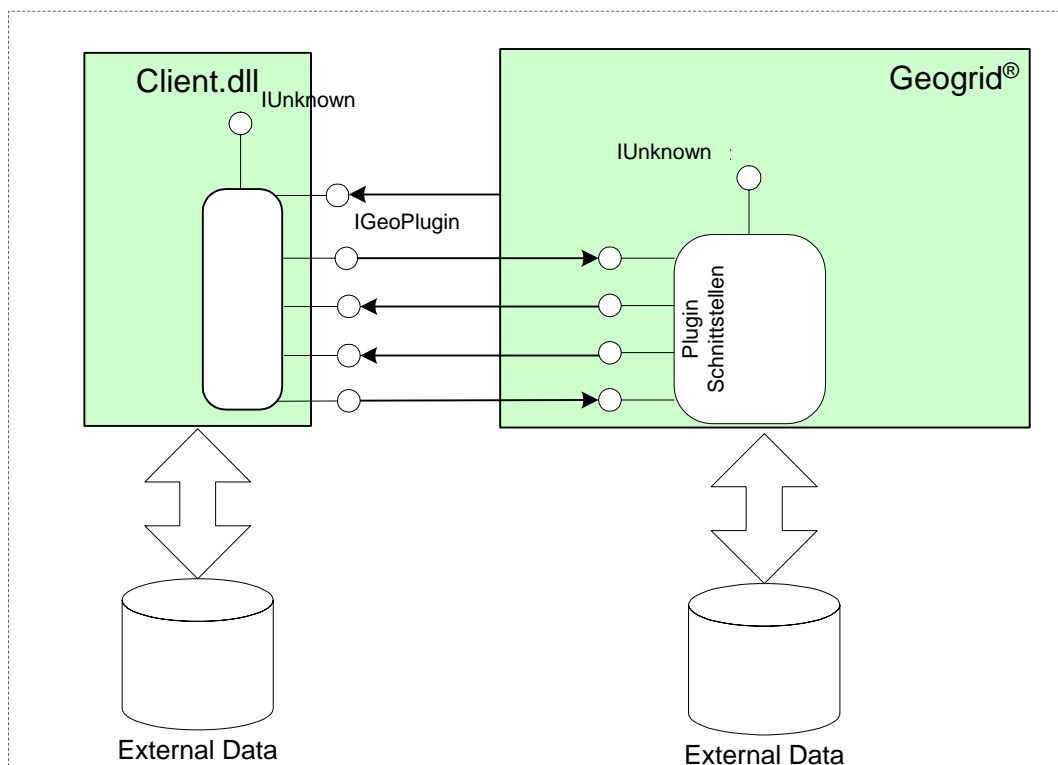 Client.dll
IUnknown
Geogrid®
IUnknown :
IGeoPlugin
Plugin
Schnittstellen
External Data
External Data